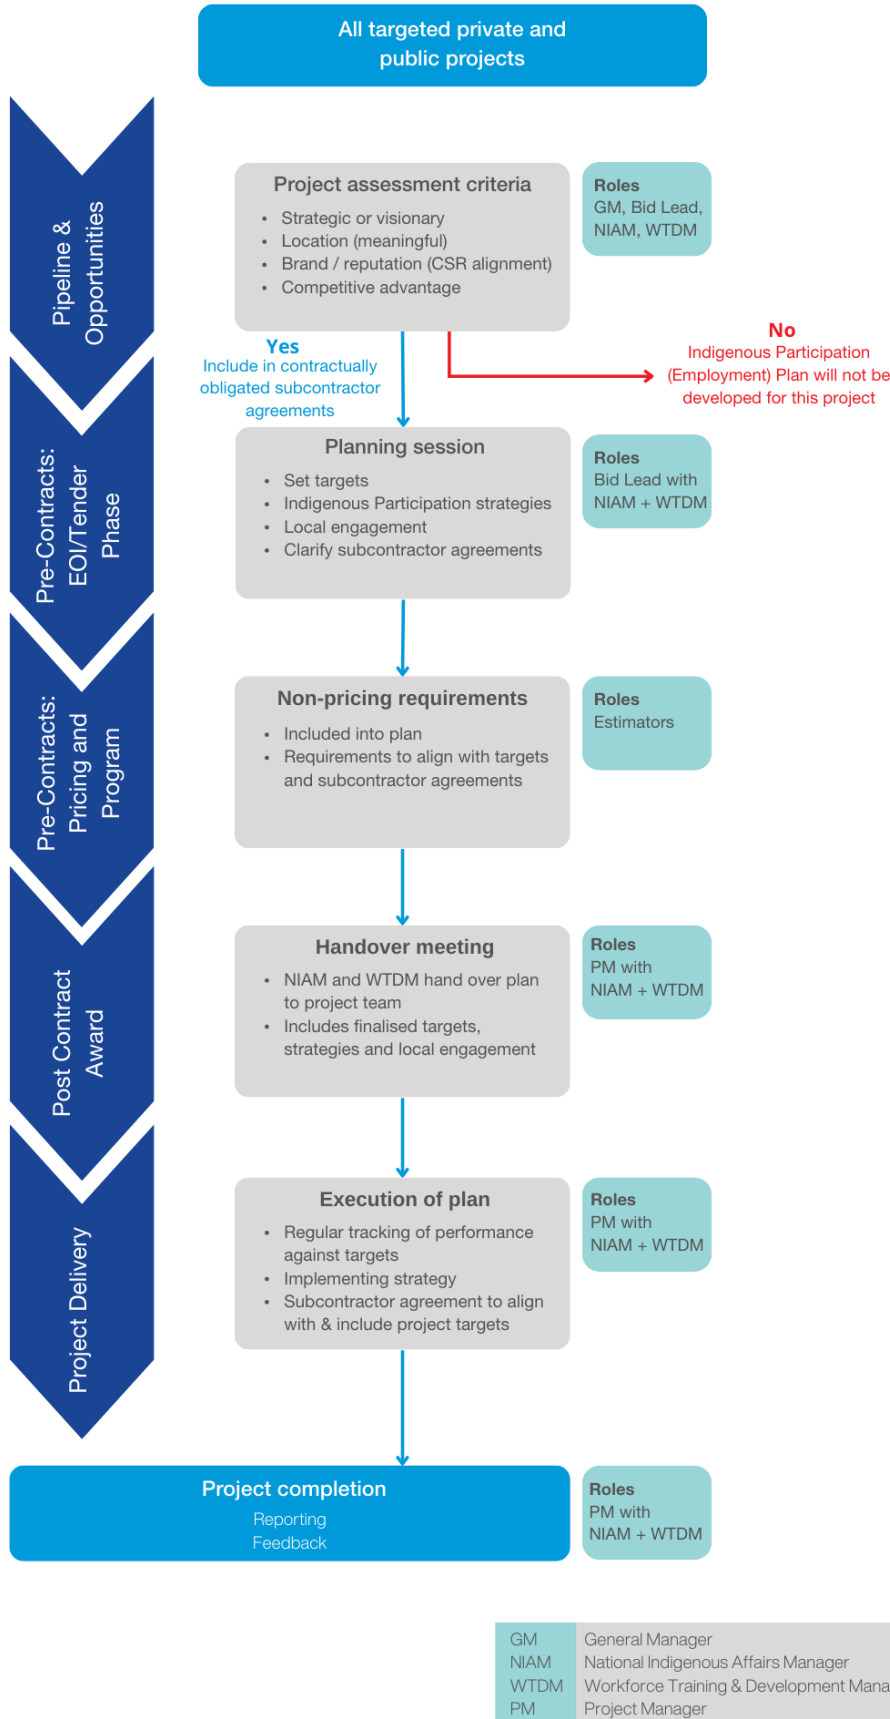 All targeted private and
public projects
Pipeline &
Opportunities
Project assessment criteria
• Strategic or visionary
• Location (meaningful)
• Brand / reputation (CSR alignment)
• Competitive advantage
Roles
GM, Bid Lead,
NIAM, WTDM
Yes
Include in contractually
obligated subcontractor
agreements
No
Indigenous Participation
(Employment) Plan will not be
developed for this project
Pre-Contracts:
EOI/Tender
Phase
Planning session
• Set targets
• Indigenous Participation strategies
• Local engagement
• Clarify subcontractor agreements
Roles
Bid Lead with
NIAM + WTDM
Pre-Contracts:
Pricing and
Program
Non-pricing requirements
• Included into plan
• Requirements to align with targets
and subcontractor agreements
Roles
Estimators
Post Contract
Award
Handover meeting
• NIAM and WTDM hand over plan
to project team
• Includes finalised targets,
strategies and local engagement
Roles
PM with
NIAM + WTDM
Project Delivery
Execution of plan
• Regular tracking of performance
against targets
• Implementing strategy
• Subcontractor agreement to align
with & include project targets
Roles
PM with
NIAM + WTDM
Project completion
Reporting
Feedback
Roles
PM with
NIAM + WTDM
GM General Manager
NIAM National Indigenous Affairs Manager
WTDM Workforce Training & Development Mana
PM Project Manager